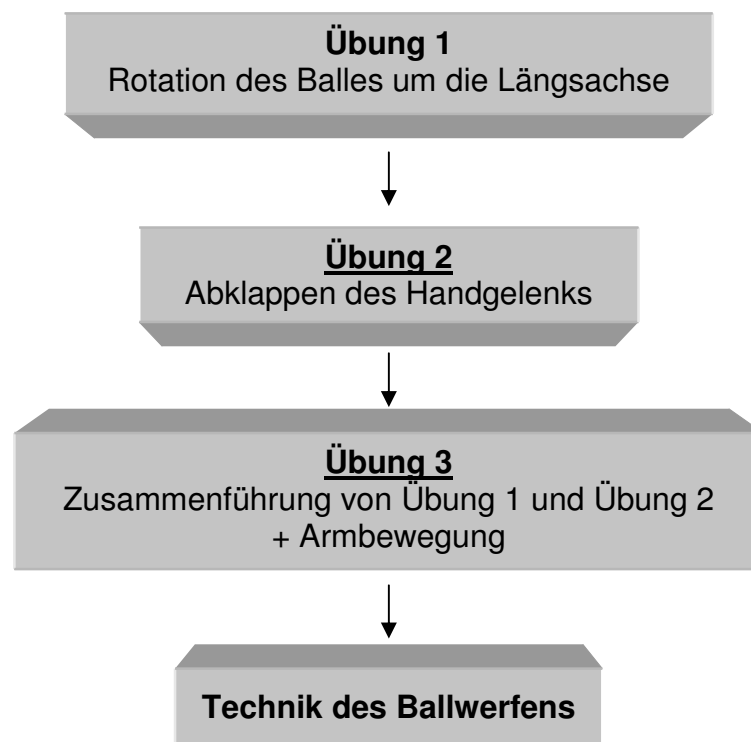 Übung 1
Rotation des Balles um die Längsachse
Übung 2
Abklappen des Handgelenks
Übung 3
Zusammenführung von Übung 1 und Übung 2
+ Armbewegung
Technik des Ballwerfens